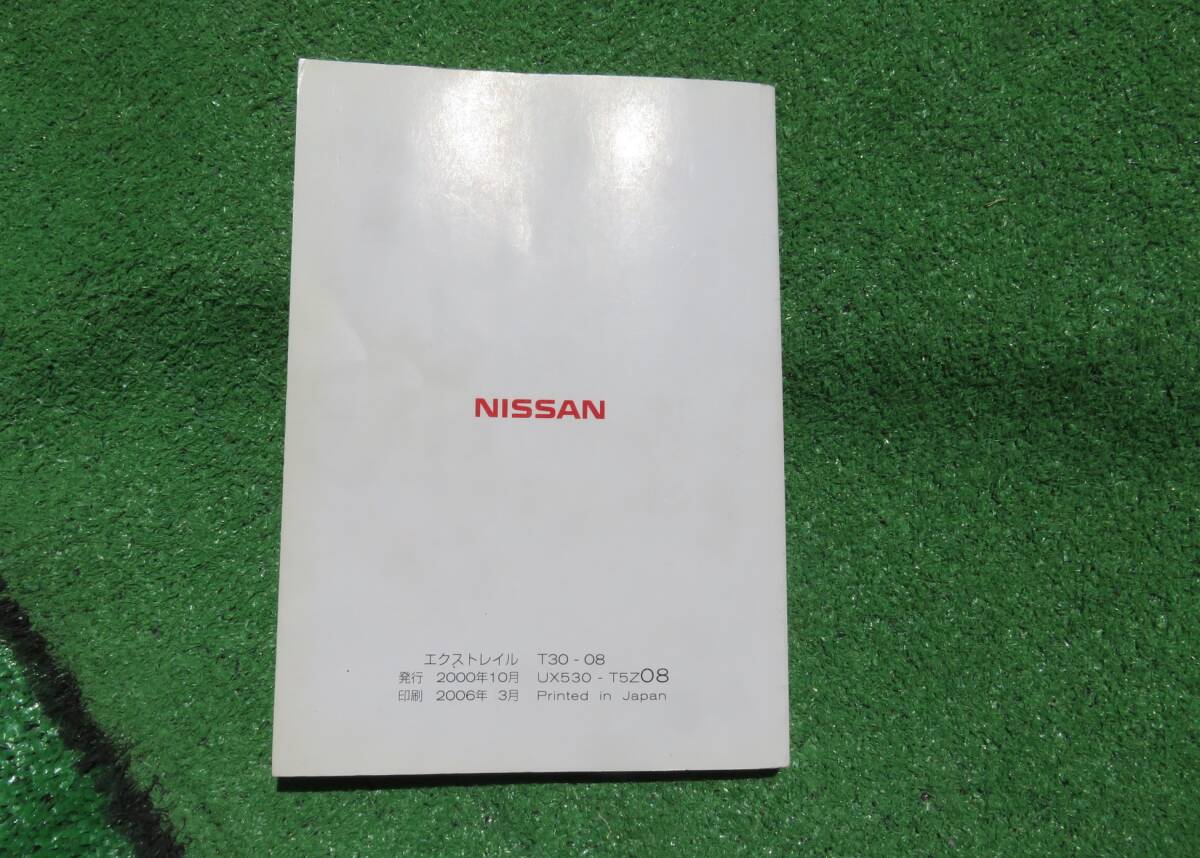 NISSAN
エクストレイル T30 - 08
発行 2000年10月 UX530 - T5Z08
印刷 2006年 3月 Printed in Japan